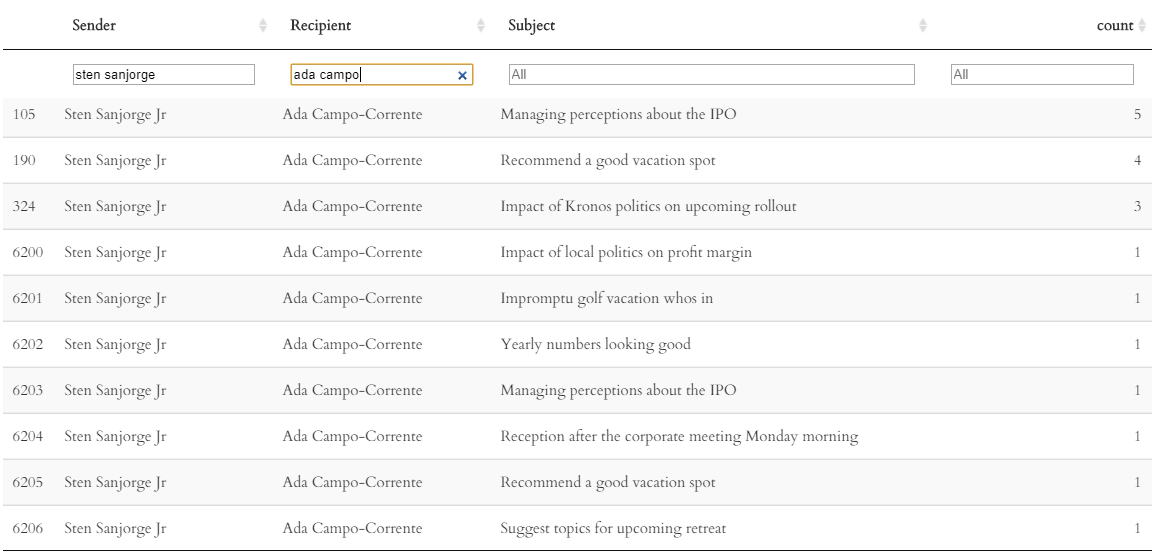 Sender Recipient Subject count
sten sanjorge ada campo All All
105 Sten Sanjorge Jr Ada Campo-Corrente Managing perceptions about the IPO 5
190 Sten Sanjorge Jr Ada Campo-Corrente Recommend a good vacation spot 4
324 Sten Sanjorge Jr Ada Campo-Corrente Impact of Kronos politics on upcoming rollout 3
6200 Sten Sanjorge Jr Ada Campo-Corrente Impact of local politics on profit margin 1
6201 Sten Sanjorge Jr Ada Campo-Corrente Impromptu golf vacation whos in 1
6202 Sten Sanjorge Jr Ada Campo-Corrente Yearly numbers looking good 1
6203 Sten Sanjorge Jr Ada Campo-Corrente Managing perceptions about the IPO 1
6204 Sten Sanjorge Jr Ada Campo-Corrente Reception after the corporate meeting Monday morning 1
6205 Sten Sanjorge Jr Ada Campo-Corrente Recommend a good vacation spot 1
6206 Sten Sanjorge Jr Ada Campo-Corrente Suggest topics for upcoming retreat 1